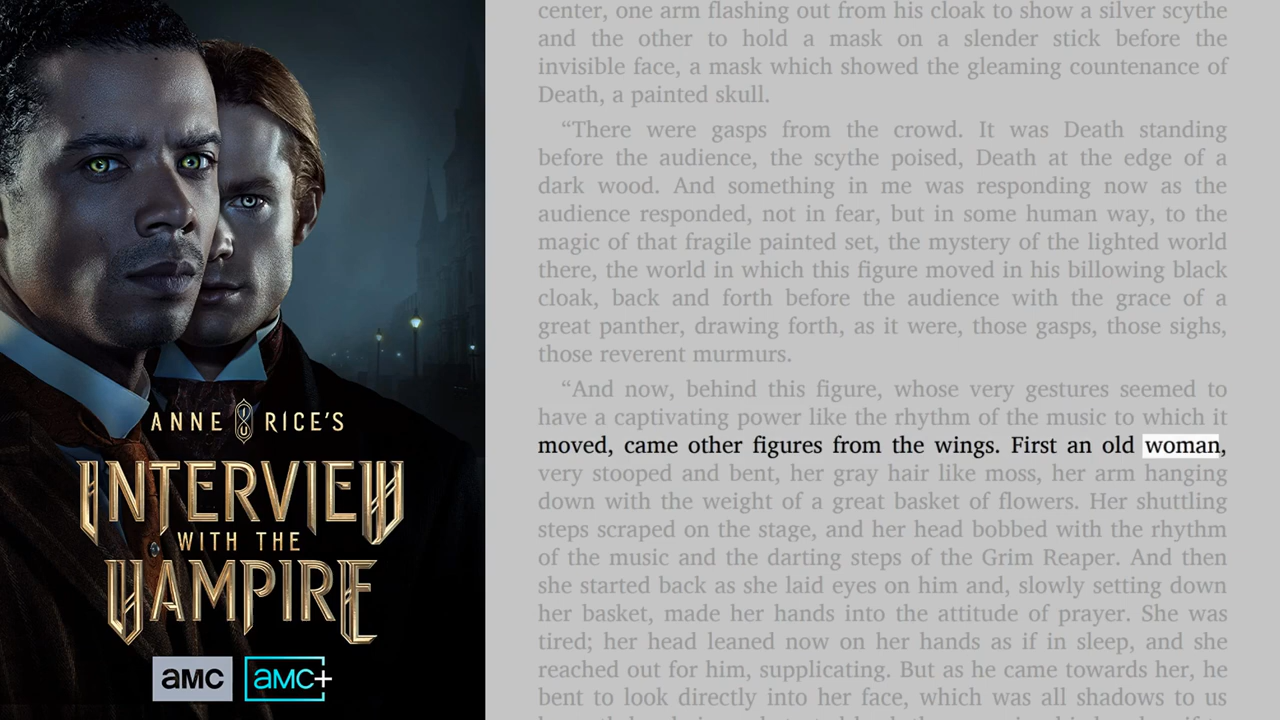 ANNE RICE'S
INTERVIEW
WITH THE
VAMPIRE
amc
amc+
center, one arm flashing out from his cloak to show a silver scythe
and the other to hold a mask on a slender stick before the
invisible face, a mask which showed the gleaming countenance of
Death, a painted skull.
“There were gasps from the crowd. It was Death standing
before the audience, the scythe poised, Death at the edge of a
dark wood. And something in me was responding now as the
audience responded, not in fear, but in some human way, to the
magic of that fragile painted set, the mystery of the lighted world
there, the world in which this figure moved in his billowing black
cloak, back and forth before the audience with the grace of a
great panther, drawing forth, as it were, those gasps, those sighs,
those reverent murmurs.
“And now, behind this figure, whose very gestures seemed to
have a captivating power like the rhythm of the music to which it
moved, came other figures from the wings. First an old woman,
very stooped and bent, her gray hair like moss, her arm hanging
down with the weight of a great basket of flowers. Her shuttling
steps scraped on the stage, and her head bobbed with the rhythm
of the music and the darting steps of the Grim Reaper. And then
she started back as she laid eyes on him and, slowly setting down
her basket, made her hands into the attitude of prayer. She was
tired; her head leaned now on her hands as if in sleep, and she
reached out for him, supplicating. But as he came towards her, he
bent to look directly into her face, which was all shadows to us